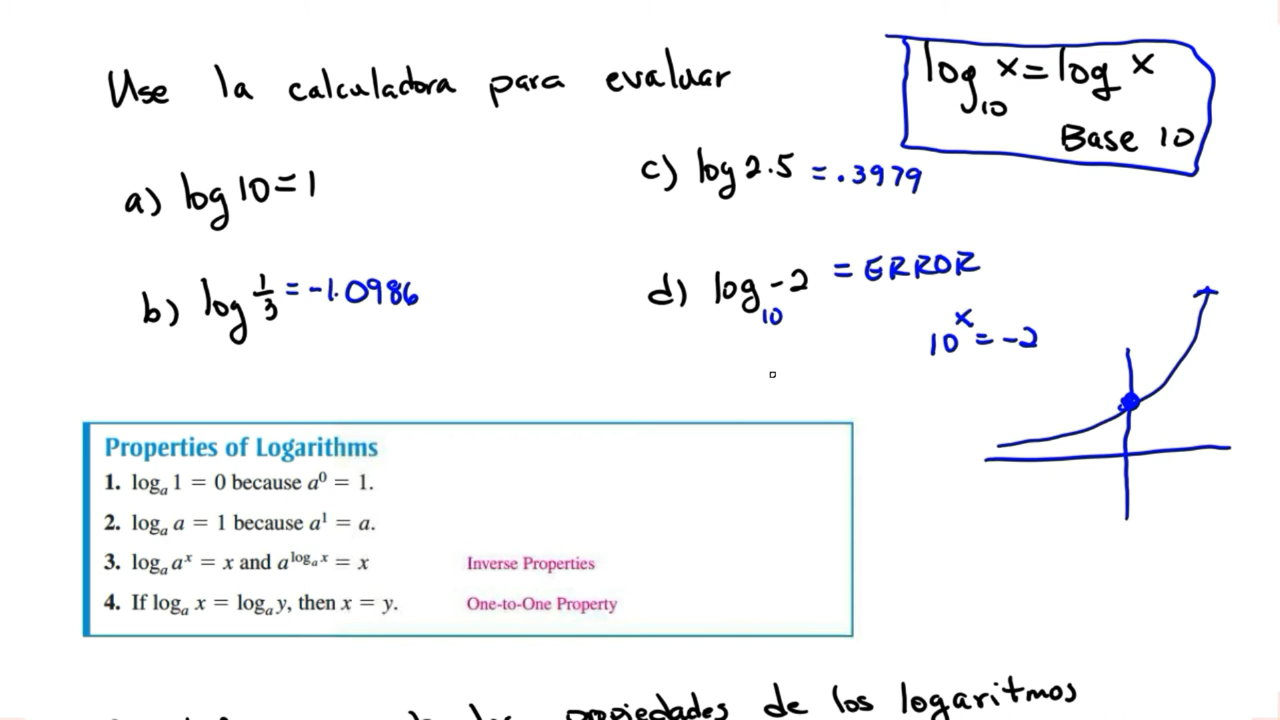 Use la calculadora para evaluar
log₁₀ x = log x
Base 10
a) log 10 = 1
c) log 2.5 = .3979
b) log 1/3 = -1.0986
d) log₁₀ -2 = ERROR
10ˣ = -2
Properties of Logarithms
1. logₐ 1 = 0 because a⁰ = 1.
2. logₐ a = 1 because a¹ = a.
3. logₐ aˣ = x and a^(logₐ x) = x Inverse Properties
4. If logₐ x = logₐ y, then x = y. One-to-One Property
propiedades de los logaritmos